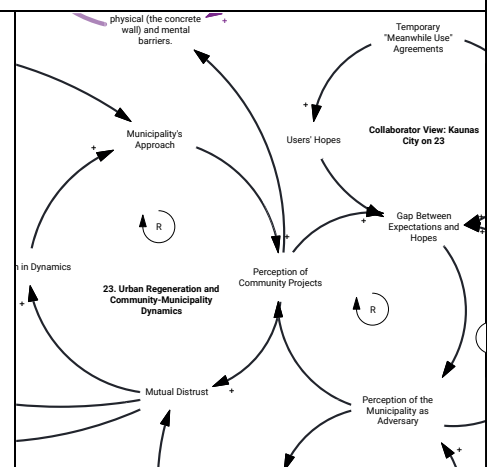 physical (the concrete
wall) and mental
barriers.
+
Temporary
"Meanwhile Use"
Agreements
+
Users' Hopes
Collaborator View: Kaunas
City on 23
Municipality's
Approach
+
R
+
+
Gap Between
Expectations and
Hopes
n in Dynamics
+
23. Urban Regeneration and
Community-Municipality
Dynamics
Perception of
Community Projects
R
Mutual Distrust
+
Perception of the
Municipality as
Adversary
+